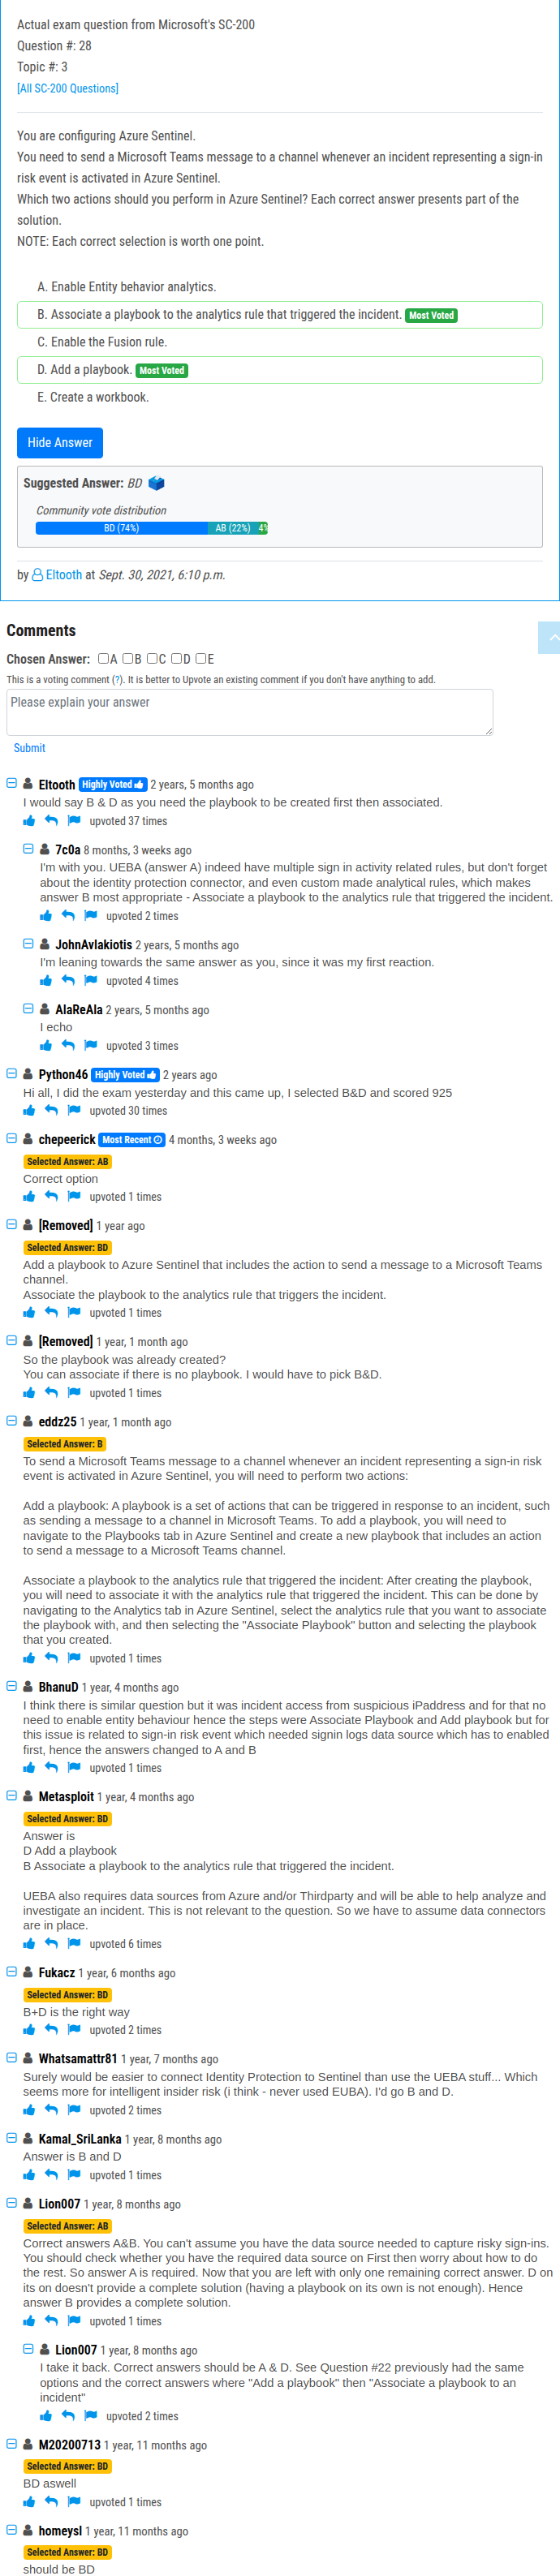 Actual exam question from Microsoft's SC-200
Question #: 28
Topic #: 3
[All SC-200 Questions]
You are configuring Azure Sentinel.
You need to send a Microsoft Teams message to a channel whenever an incident representing a sign-in
risk event is activated in Azure Sentinel.
Which two actions should you perform in Azure Sentinel? Each correct answer presents part of the
solution.
NOTE: Each correct selection is worth one point.
A. Enable Entity behavior analytics.
B. Associate a playbook to the analytics rule that triggered the incident. Most Voted
C. Enable the Fusion rule.
D. Add a playbook. Most Voted
E. Create a workbook.
Hide Answer
Suggested Answer: BD
Community vote distribution
BD (74%) AB (22%) 4%
by Eltooth at Sept. 30, 2021, 6:10 p.m.
Comments
Chosen Answer: A B C D E
This is a voting comment (?). It is better to Upvote an existing comment if you don't have anything to add.
Please explain your answer
Submit
Eltooth Highly Voted 2 years, 5 months ago
I would say B & D as you need the playbook to be created first then associated.
upvoted 37 times
7c0a 8 months, 3 weeks ago
I'm with you. UEBA (answer A) indeed have multiple sign in activity related rules, but don't forget
about the identity protection connector, and even custom made analytical rules, which makes
answer B most appropriate - Associate a playbook to the analytics rule that triggered the incident.
upvoted 2 times
JohnAvlakiotis 2 years, 5 months ago
I'm leaning towards the same answer as you, since it was my first reaction.
upvoted 4 times
AlaReAla 2 years, 5 months ago
I echo
upvoted 3 times
Python46 Highly Voted 2 years ago
Hi all, I did the exam yesterday and this came up, I selected B&D and scored 925
upvoted 30 times
chepeerick Most Recent 4 months, 3 weeks ago
Selected Answer: AB
Correct option
upvoted 1 times
[Removed] 1 year ago
Selected Answer: BD
Add a playbook to Azure Sentinel that includes the action to send a message to a Microsoft Teams
channel.
Associate the playbook to the analytics rule that triggers the incident.
upvoted 1 times
[Removed] 1 year, 1 month ago
So the playbook was already created?
You can associate if there is no playbook. I would have to pick B&D.
upvoted 1 times
eddz25 1 year, 1 month ago
Selected Answer: B
To send a Microsoft Teams message to a channel whenever an incident representing a sign-in risk
event is activated in Azure Sentinel, you will need to perform two actions:
Add a playbook: A playbook is a set of actions that can be triggered in response to an incident, such
as sending a message to a channel in Microsoft Teams. To add a playbook, you will need to
navigate to the Playbooks tab in Azure Sentinel and create a new playbook that includes an action
to send a message to a Microsoft Teams channel.
Associate a playbook to the analytics rule that triggered the incident: After creating the playbook,
you will need to associate it with the analytics rule that triggered the incident. This can be done by
navigating to the Analytics tab in Azure Sentinel, select the analytics rule that you want to associate
the playbook with, and then selecting the "Associate Playbook" button and selecting the playbook
that you created.
upvoted 1 times
BhanuD 1 year, 4 months ago
I think there is similar question but it was incident access from suspicious iPaddress and for that no
need to enable entity behaviour hence the steps were Associate Playbook and Add playbook but for
this issue is related to sign-in risk event which needed signin logs data source which has to enabled
first, hence the answers changed to A and B
upvoted 1 times
Metasploit 1 year, 4 months ago
Selected Answer: BD
Answer is
D Add a playbook
B Associate a playbook to the analytics rule that triggered the incident.
UEBA also requires data sources from Azure and/or Thirdparty and will be able to help analyze and
investigate an incident. This is not relevant to the question. So we have to assume data connectors
are in place.
upvoted 6 times
Fukacz 1 year, 6 months ago
Selected Answer: BD
B+D is the right way
upvoted 2 times
Whatsamattr81 1 year, 7 months ago
Surely would be easier to connect Identity Protection to Sentinel than use the UEBA stuff... Which
seems more for intelligent insider risk (i think - never used EUBA). I'd go B and D.
upvoted 2 times
Kamal_SriLanka 1 year, 8 months ago
Answer is B and D
upvoted 1 times
Lion007 1 year, 8 months ago
Selected Answer: AB
Correct answers A&B. You can't assume you have the data source needed to capture risky sign-ins.
You should check whether you have the required data source on First then worry about how to do
the rest. So answer A is required. Now that you are left with only one remaining correct answer. D on
its on doesn't provide a complete solution (having a playbook on its own is not enough). Hence
answer B provides a complete solution.
upvoted 1 times
Lion007 1 year, 8 months ago
I take it back. Correct answers should be A & D. See Question #22 previously had the same
options and the correct answers where "Add a playbook" then "Associate a playbook to an
incident"
upvoted 2 times
M20200713 1 year, 11 months ago
Selected Answer: BD
BD aswell
upvoted 1 times
homeysl 1 year, 11 months ago
Selected Answer: BD
should be BD